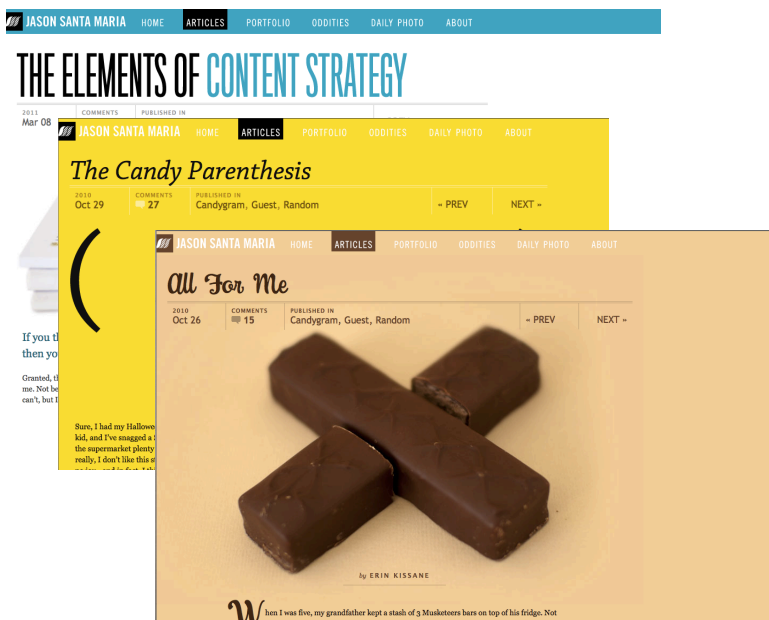 JASON SANTA MARIA HOME ARTICLES PORTFOLIO ODDITIES DAILY PHOTO ABOUT
THE ELEMENTS OF CONTENT STRATEGY
2011 COMMENTS PUBLISHED IN
Mar 08
If you
then yo
Granted,
me. Not be
can't, but I
JASON SANTA MARIA HOME ARTICLES PORTFOLIO ODDITIES DAILY PHOTO ABOUT
The Candy Parenthesis
2010 COMMENTS PUBLISHED IN
Oct 29 27 Candygram, Guest, Random « PREV NEXT »
(
Sure, I had my Hallowe
kid, and I've snagged a
the supermarket plenty
really, I don't like this
JASON SANTA MARIA HOME ARTICLES PORTFOLIO ODDITIES DAILY PHOTO ABOUT
All For Me
2010 COMMENTS PUBLISHED IN
Oct 26 15 Candygram, Guest, Random « PREV NEXT »
by ERIN KISSANE
When I was five, my grandfather kept a stash of 3 Musketeers bars on top of his fridge. Not